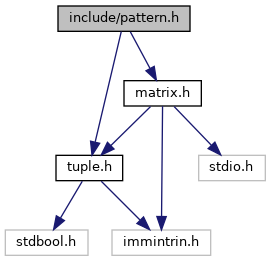 include/pattern.h
matrix.h
tuple.h
stdio.h
stdbool.h
immintrin.h